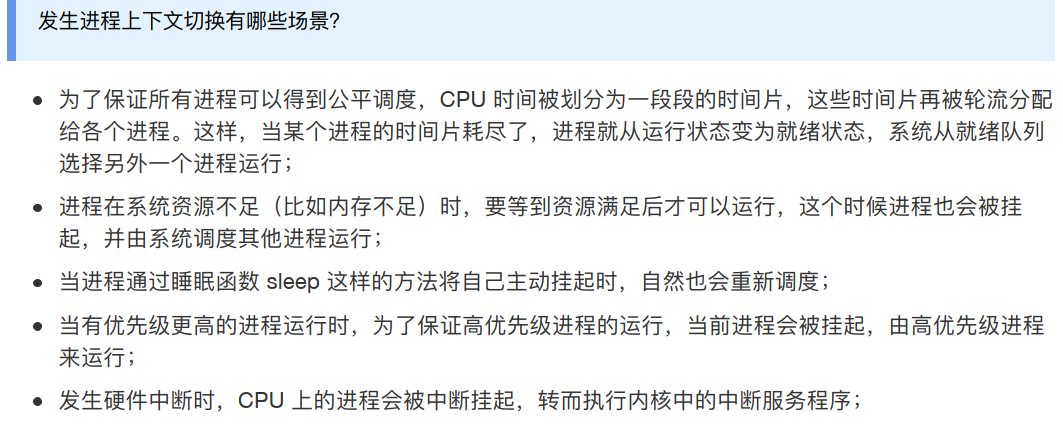 发生进程上下文切换有哪些场景？
为了保证所有进程可以得到公平调度，CPU 时间被划分为一段段的时间片，这些时间片再被轮流分配
给各个进程。这样，当某个进程的时间片耗尽了，进程就从运行状态变为就绪状态，系统从就绪队列
选择另外一个进程运行；
进程在系统资源不足（比如内存不足）时，要等到资源满足后才可以运行，这个时候进程也会被挂
起，并由系统调度其他进程运行；
当进程通过睡眠函数 sleep 这样的方法将自己主动挂起时，自然也会重新调度；
当有优先级更高的进程运行时，为了保证高优先级进程的运行，当前进程会被挂起，由高优先级进程
来运行；
发生硬件中断时，CPU 上的进程会被中断挂起，转而执行内核中的中断服务程序；